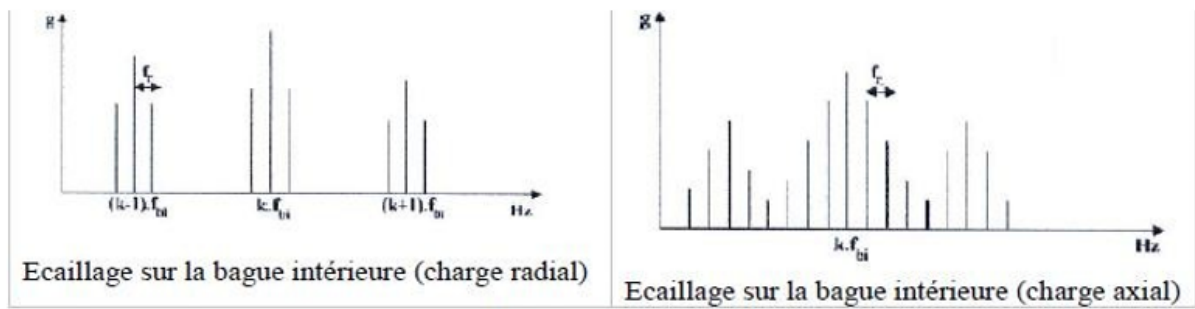 g
f_r
(k-1).f_bi
k.f_bi
(k+1).f_bi
Hz
Ecaillage sur la bague intérieure (charge radial)
g
f_r
k.f_bi
Hz
Ecaillage sur la bague intérieure (charge axial)